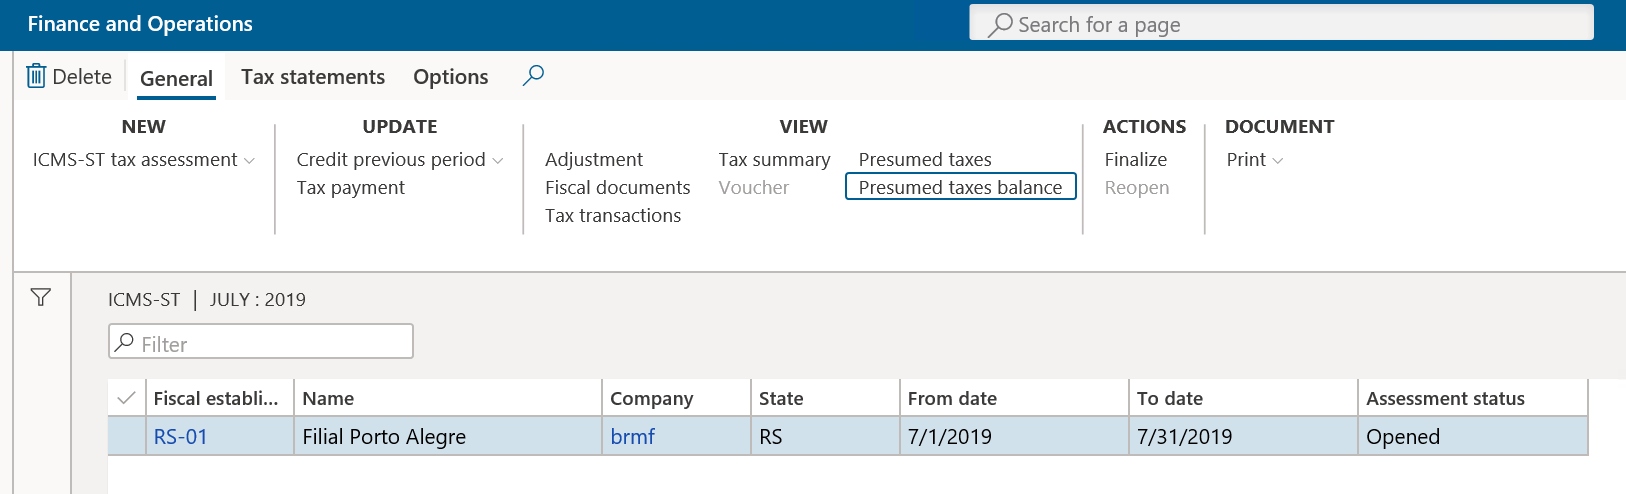 Finance and Operations
Search for a page
Delete
General
Tax statements
Options
NEW
ICMS-ST tax assessment
UPDATE
Credit previous period
Tax payment
VIEW
Adjustment
Fiscal documents
Tax transactions
Tax summary
Voucher
Presumed taxes
Presumed taxes balance
ACTIONS
Finalize
Reopen
DOCUMENT
Print
ICMS-ST | JULY : 2019
Filter
Fiscal establi... Name Company State From date To date Assessment status
RS-01 Filial Porto Alegre brmf RS 7/1/2019 7/31/2019 Opened